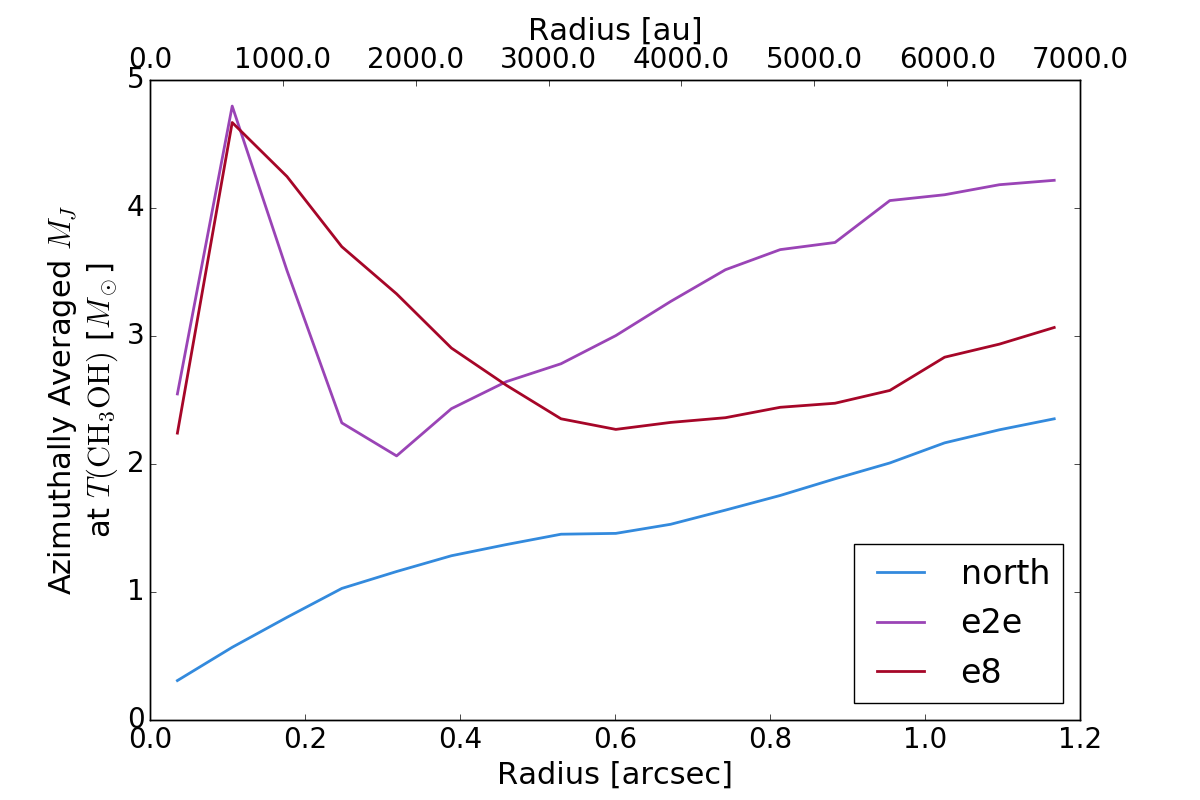 Radius [au]
0.0 1000.0 2000.0 3000.0 4000.0 5000.0 6000.0 7000.0
5
4
3
2
1
0
Azimuthally Averaged $M_J$
at $T(\mathrm{CH_3OH})$ [$M_\odot$]
north
e2e
e8
0.0 0.2 0.4 0.6 0.8 1.0 1.2
Radius [arcsec]